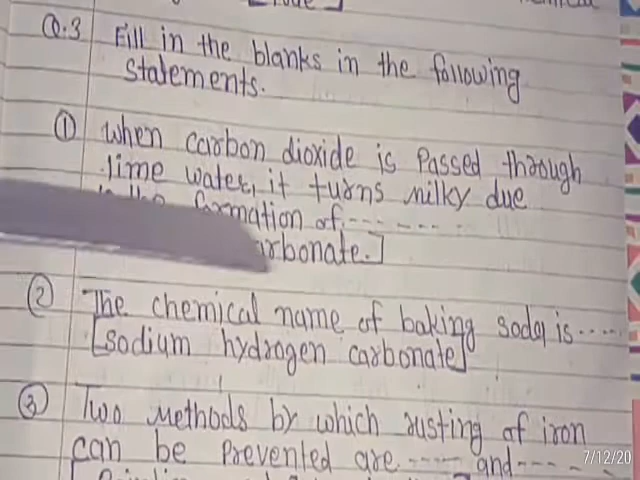 Q.3 Fill in the blanks in the following
Statements.
① when carbon dioxide is passed through
lime water, it turns milky due
formation of -------
arbonate.]
② The chemical name of baking soda is .....
[sodium hydrogen carbonate]
③ Two methods by which rusting of iron
can be prevented are ----- and -----
7/12/20